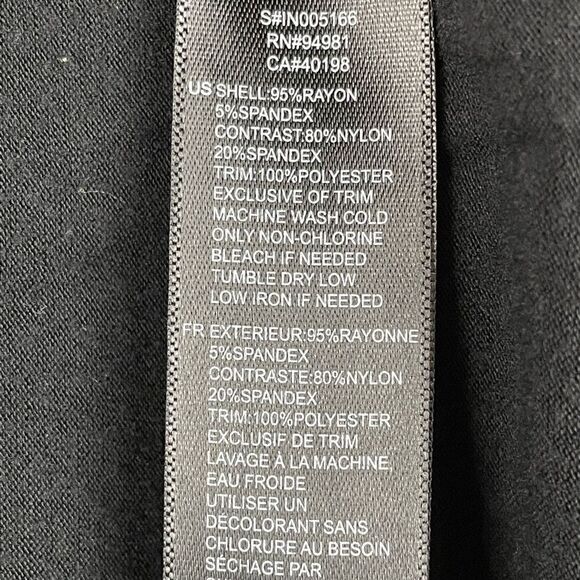 S#IN005166
RN#94981
CA#40198
US SHELL:95%RAYON
5%SPANDEX
CONTRAST:80%NYLON
20%SPANDEX
TRIM:100%POLYESTER
EXCLUSIVE OF TRIM
MACHINE WASH COLD
ONLY NON-CHLORINE
BLEACH IF NEEDED
TUMBLE DRY LOW
LOW IRON IF NEEDED
FR EXTERIEUR:95%RAYONNE
5%SPANDEX
CONTRASTE:80%NYLON
20%SPANDEX
TRIM:100%POLYESTER
EXCLUSIF DE TRIM
LAVAGE À LA MACHINE,
EAU FROIDE
UTILISER UN
DÉCOLORANT SANS
CHLORURE AU BESOIN
SÉCHAGE PAR